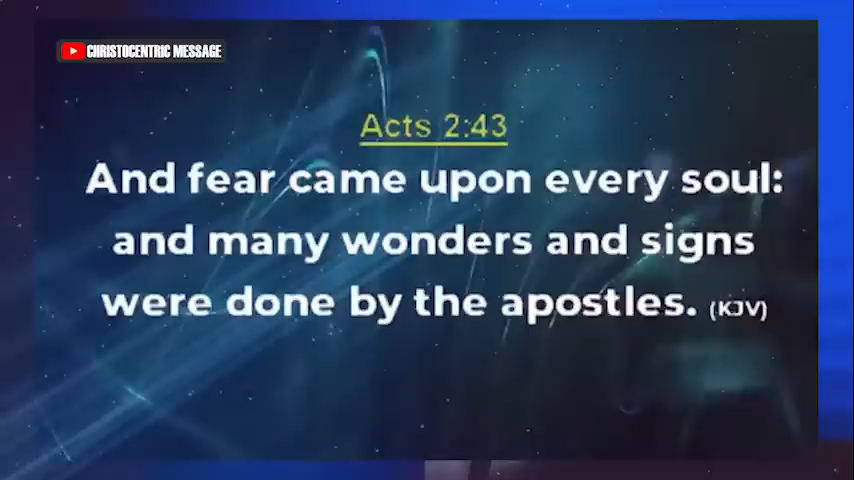 CHRISTOCENTRIC MESSAGE
Acts 2:43
And fear came upon every soul:
and many wonders and signs
were done by the apostles. (KJV)